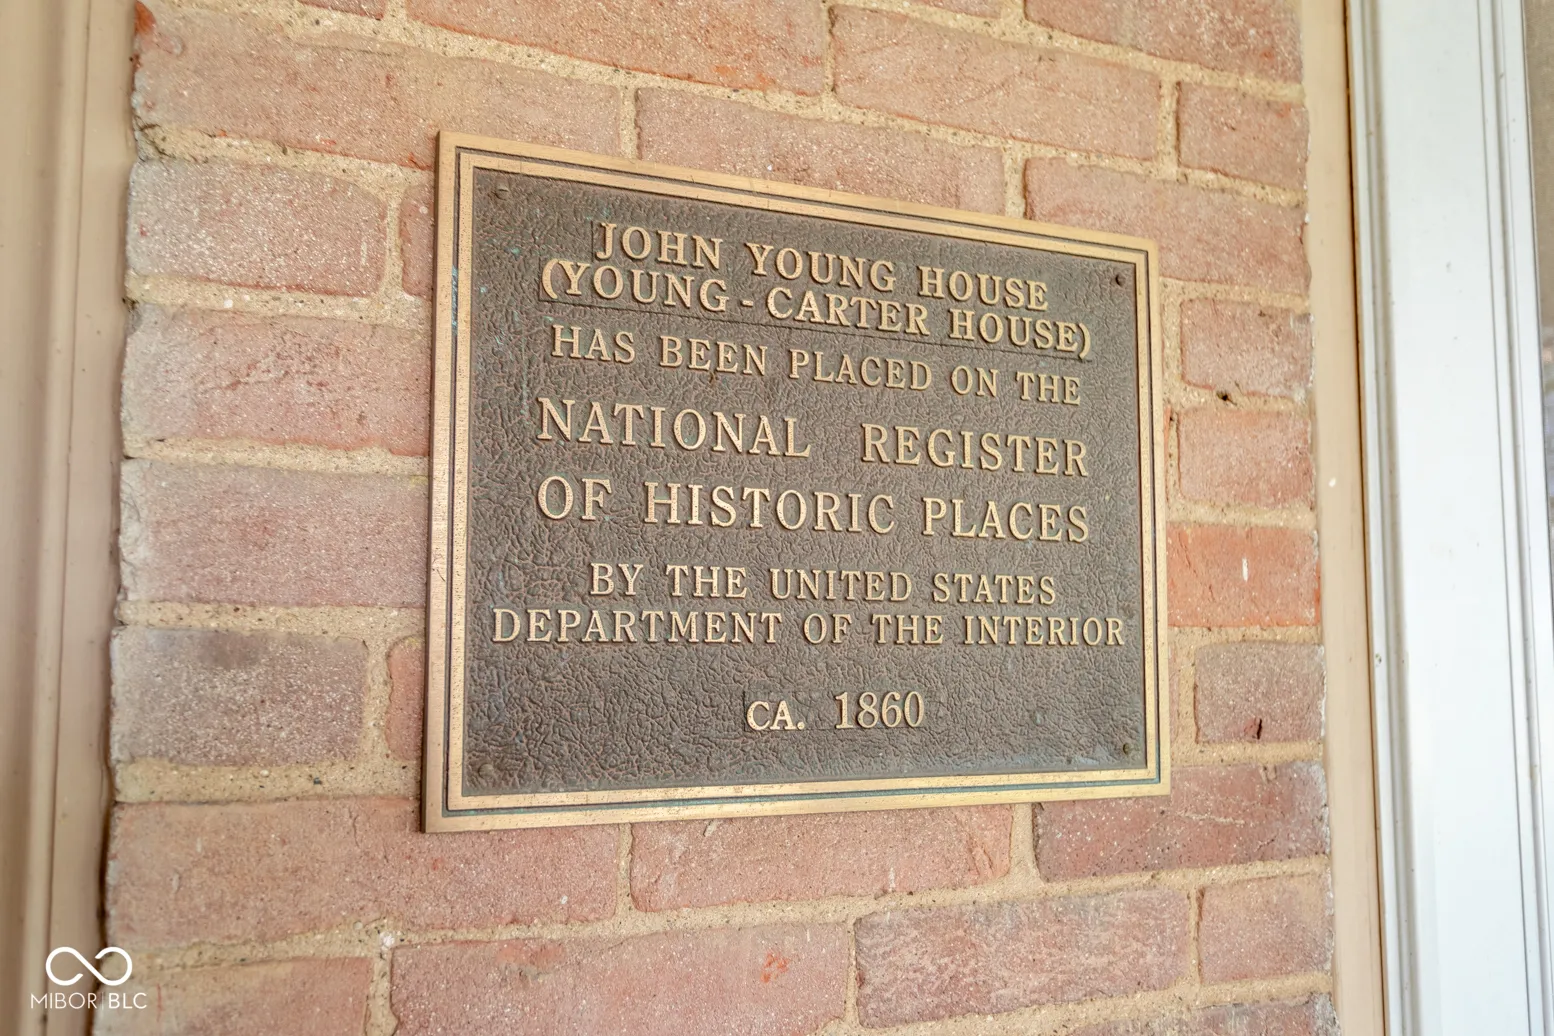 JOHN YOUNG HOUSE
(YOUNG - CARTER HOUSE)
HAS BEEN PLACED ON THE
NATIONAL REGISTER
OF HISTORIC PLACES
BY THE UNITED STATES
DEPARTMENT OF THE INTERIOR
CA. 1860
MIBOR|BLC